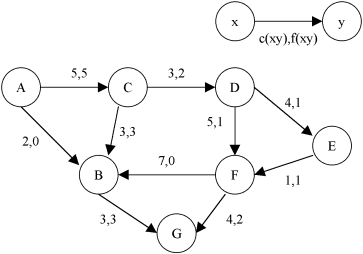 x
y
c(xy),f(xy)
5,5
3,2
A
C
D
4,1
5,1
3,3
2,0
E
7,0
B
F
1,1
3,3
4,2
G